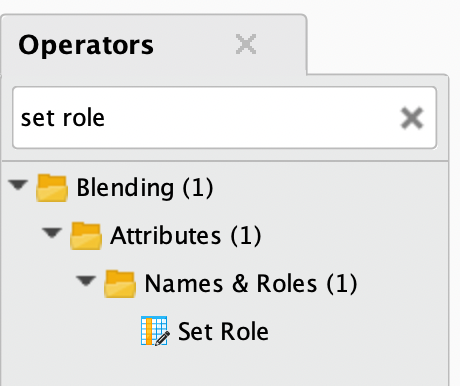 Operators
set role
Blending (1)
Attributes (1)
Names & Roles (1)
Set Role